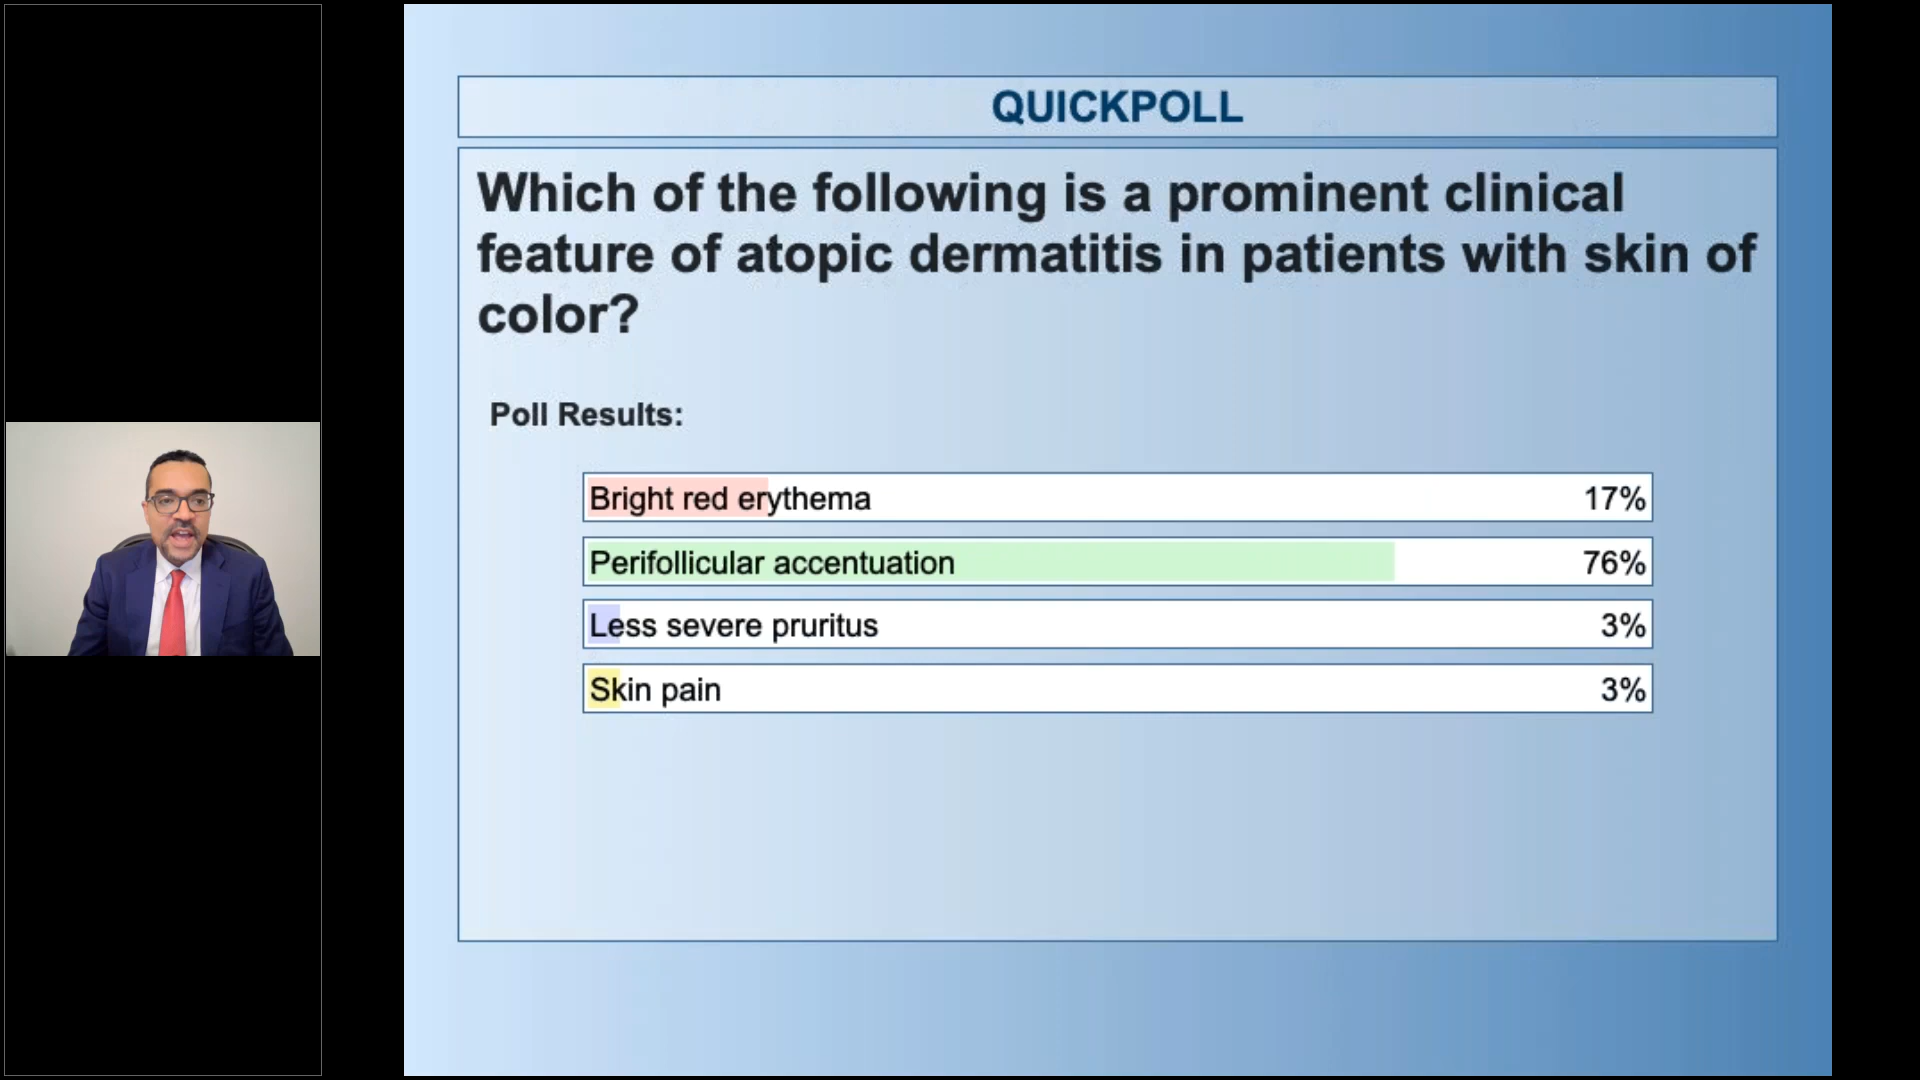 QUICKPOLL
Which of the following is a prominent clinical
feature of atopic dermatitis in patients with skin of
color?
Poll Results:
Bright red erythema 17%
Perifollicular accentuation 76%
Less severe pruritus 3%
Skin pain 3%